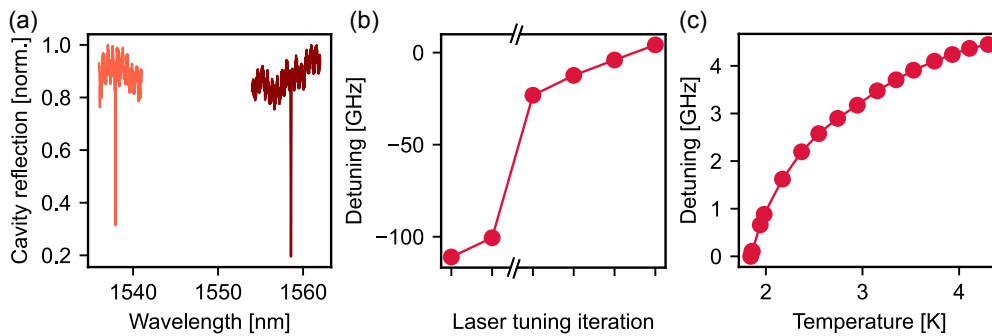 (a)
Cavity reflection [norm.]
1.0
0.8
0.6
0.4
0.2
1540
1550
1560
Wavelength [nm]
(b)
Detuning [GHz]
0
−50
−100
Laser tuning iteration
(c)
Detuning [GHz]
4
3
2
1
0
2
3
4
Temperature [K]